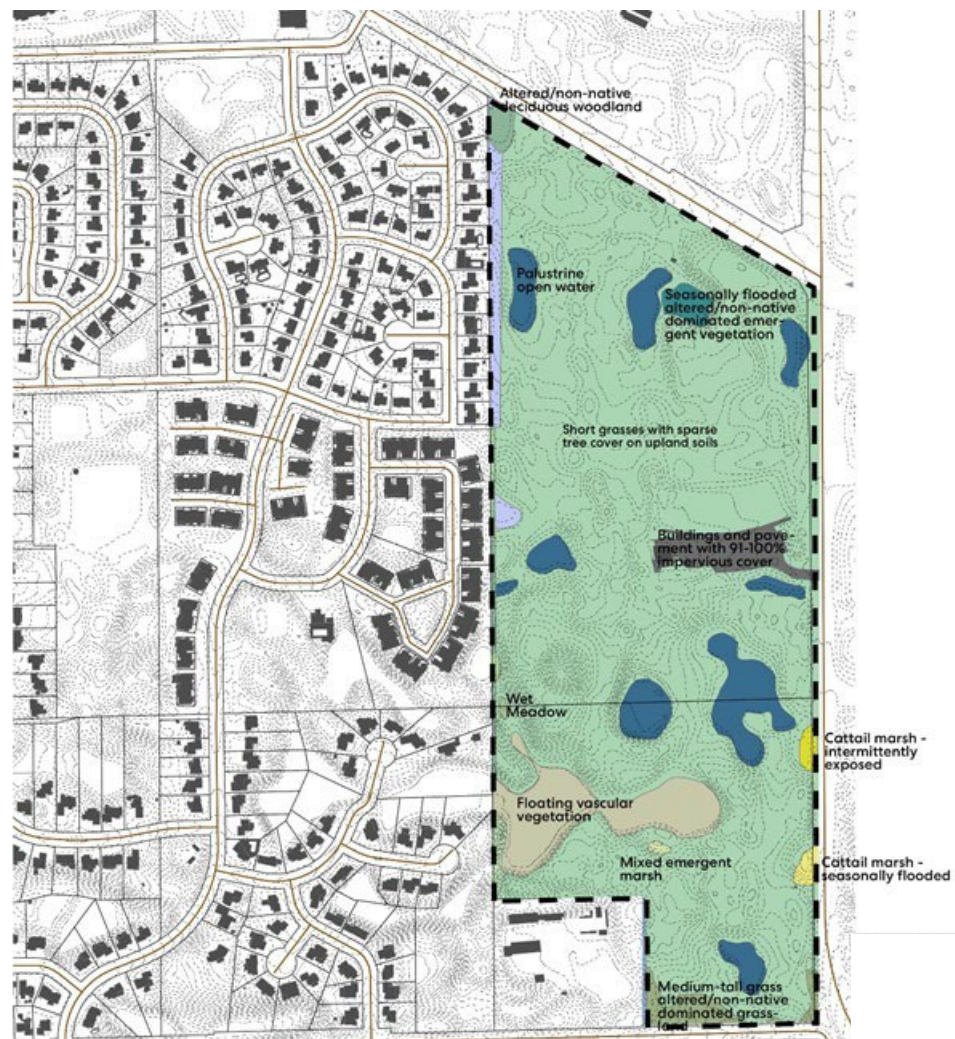 Altered/non-native
deciduous woodland
Palustrine
open water
Seasonally flooded
altered/non-native
dominated emer-
gent vegetation
Short grasses with sparse
tree cover on upland soils
Buildings and pave-
ment with 91-100%
impervious cover
Wet
Meadow
Cattail marsh -
intermittently
exposed
Floating vascular
vegetation
Mixed emergent
marsh
Cattail marsh -
seasonally flooded
Medium-tall grass
altered/non-native
dominated grass-
land